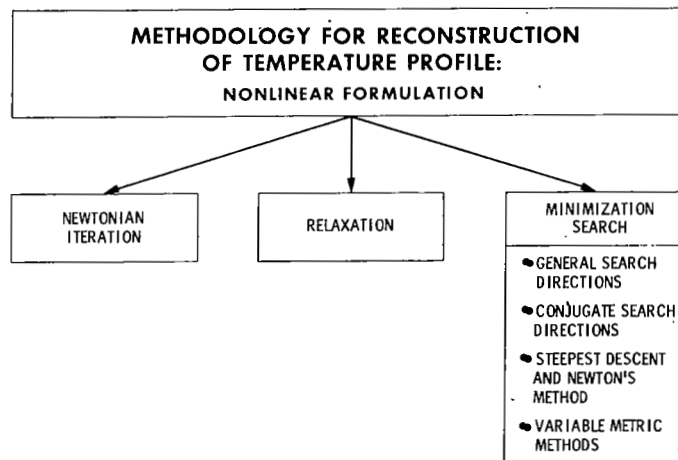 METHODOLOGY FOR RECONSTRUCTION
OF TEMPERATURE PROFILE:
NONLINEAR FORMULATION
NEWTONIAN
ITERATION
RELAXATION
MINIMIZATION
SEARCH
• GENERAL SEARCH
DIRECTIONS
• CONJUGATE SEARCH
DIRECTIONS
• STEEPEST DESCENT
AND NEWTON'S
METHOD
• VARIABLE METRIC
METHODS